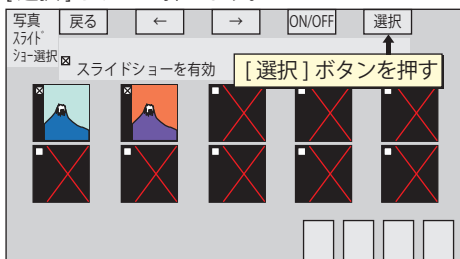 写真
スライド
ショー選択
戻る
←
→
ON/OFF
選択
スライドショーを有効
[ 選択 ] ボタンを押す